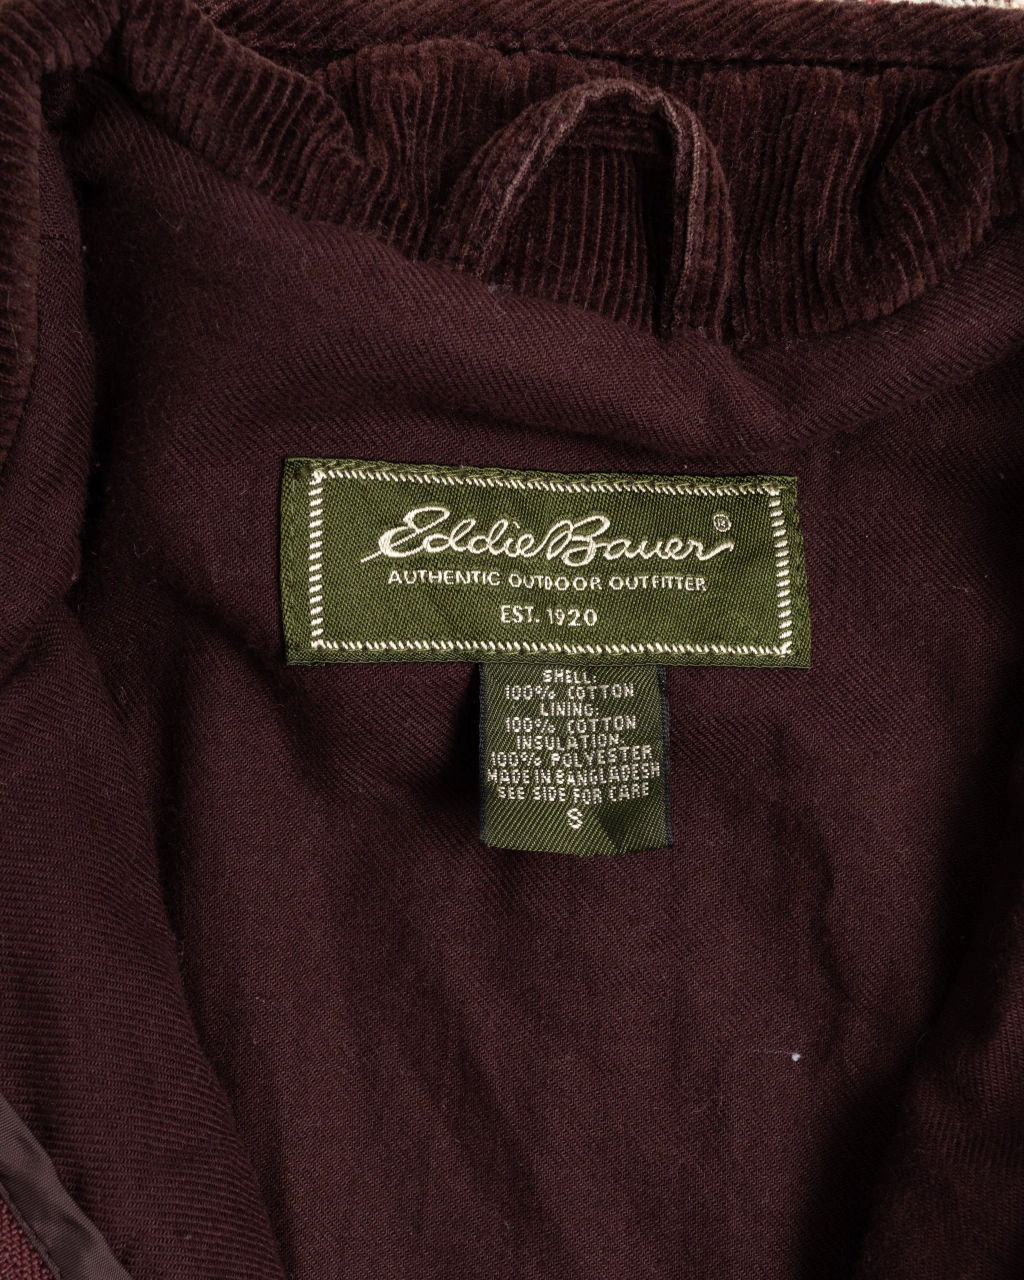 Eddie Bauer®
AUTHENTIC OUTDOOR OUTFITTER
EST. 1920
SHELL:
100% COTTON
LINING:
100% COTTON
INSULATION:
100% POLYESTER
MADE IN BANGLADESH
SEE SIDE FOR CARE
S